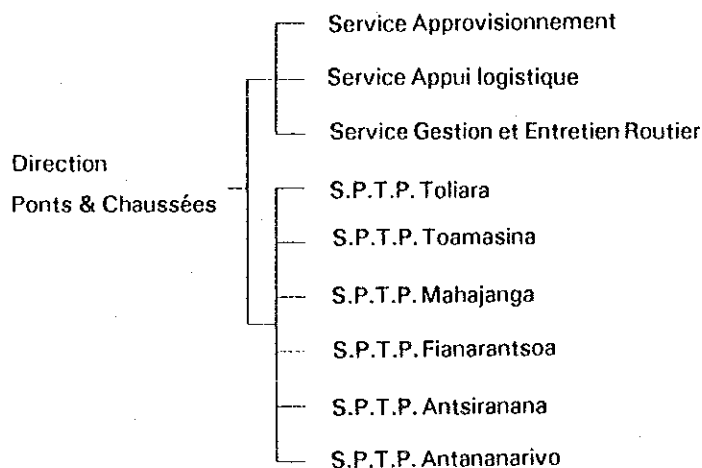 Service Approvisionnement
Service Appui logistique
Service Gestion et Entretien Routier
Direction
Ponts & Chaussées
S.P.T.P. Toliara
S.P.T.P. Toamasina
S.P.T.P. Mahajanga
S.P.T.P. Fianarantsoa
S.P.T.P. Antsiranana
S.P.T.P. Antananarivo